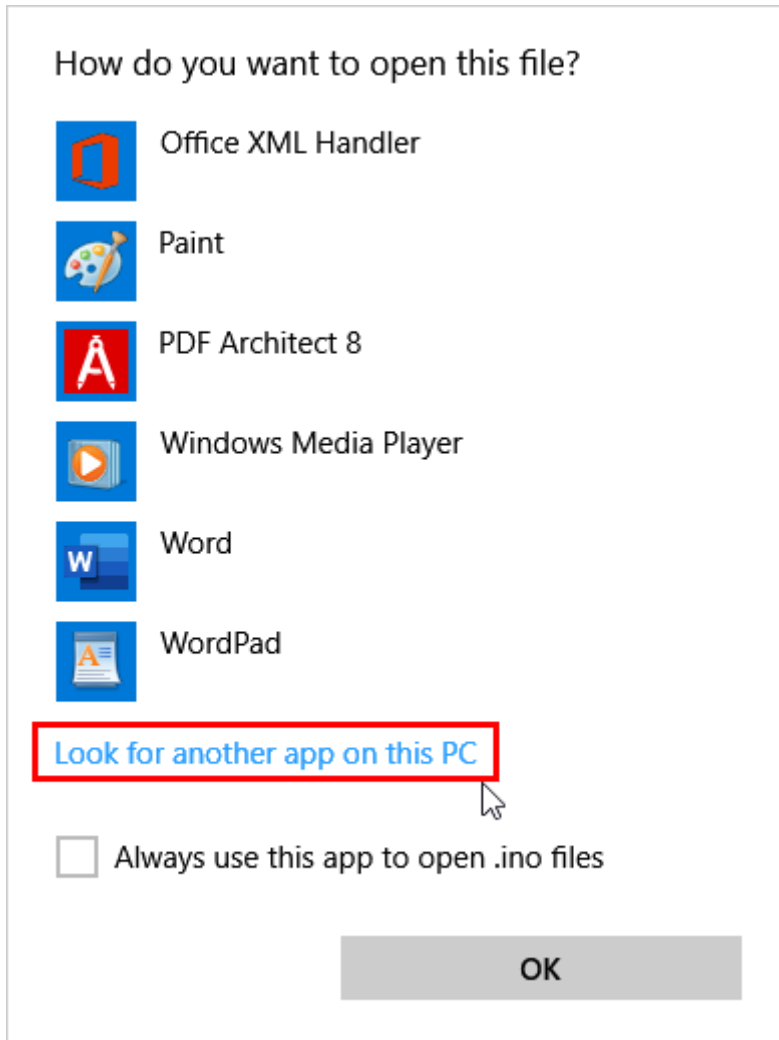 How do you want to open this file?
Office XML Handler
Paint
PDF Architect 8
Windows Media Player
W
Word
A
WordPad
Look for another app on this PC
Always use this app to open .ino files
OK